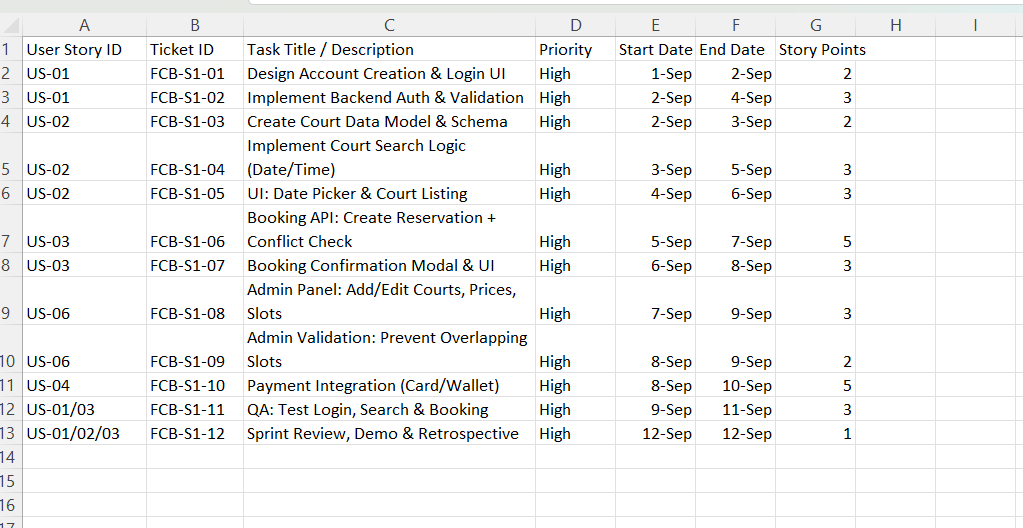 A B C D E F G H I
1 User Story ID Ticket ID Task Title / Description Priority Start Date End Date Story Points
2 US-01 FCB-S1-01 Design Account Creation & Login UI High 1-Sep 2-Sep 2
3 US-01 FCB-S1-02 Implement Backend Auth & Validation High 2-Sep 4-Sep 3
4 US-02 FCB-S1-03 Create Court Data Model & Schema High 2-Sep 3-Sep 2
Implement Court Search Logic
5 US-02 FCB-S1-04 (Date/Time) High 3-Sep 5-Sep 3
6 US-02 FCB-S1-05 UI: Date Picker & Court Listing High 4-Sep 6-Sep 3
Booking API: Create Reservation +
7 US-03 FCB-S1-06 Conflict Check High 5-Sep 7-Sep 5
8 US-03 FCB-S1-07 Booking Confirmation Modal & UI High 6-Sep 8-Sep 3
Admin Panel: Add/Edit Courts, Prices,
9 US-06 FCB-S1-08 Slots High 7-Sep 9-Sep 3
Admin Validation: Prevent Overlapping
10 US-06 FCB-S1-09 Slots High 8-Sep 9-Sep 2
11 US-04 FCB-S1-10 Payment Integration (Card/Wallet) High 8-Sep 10-Sep 5
12 US-01/03 FCB-S1-11 QA: Test Login, Search & Booking High 9-Sep 11-Sep 3
13 US-01/02/03 FCB-S1-12 Sprint Review, Demo & Retrospective High 12-Sep 12-Sep 1
14
15
16
17